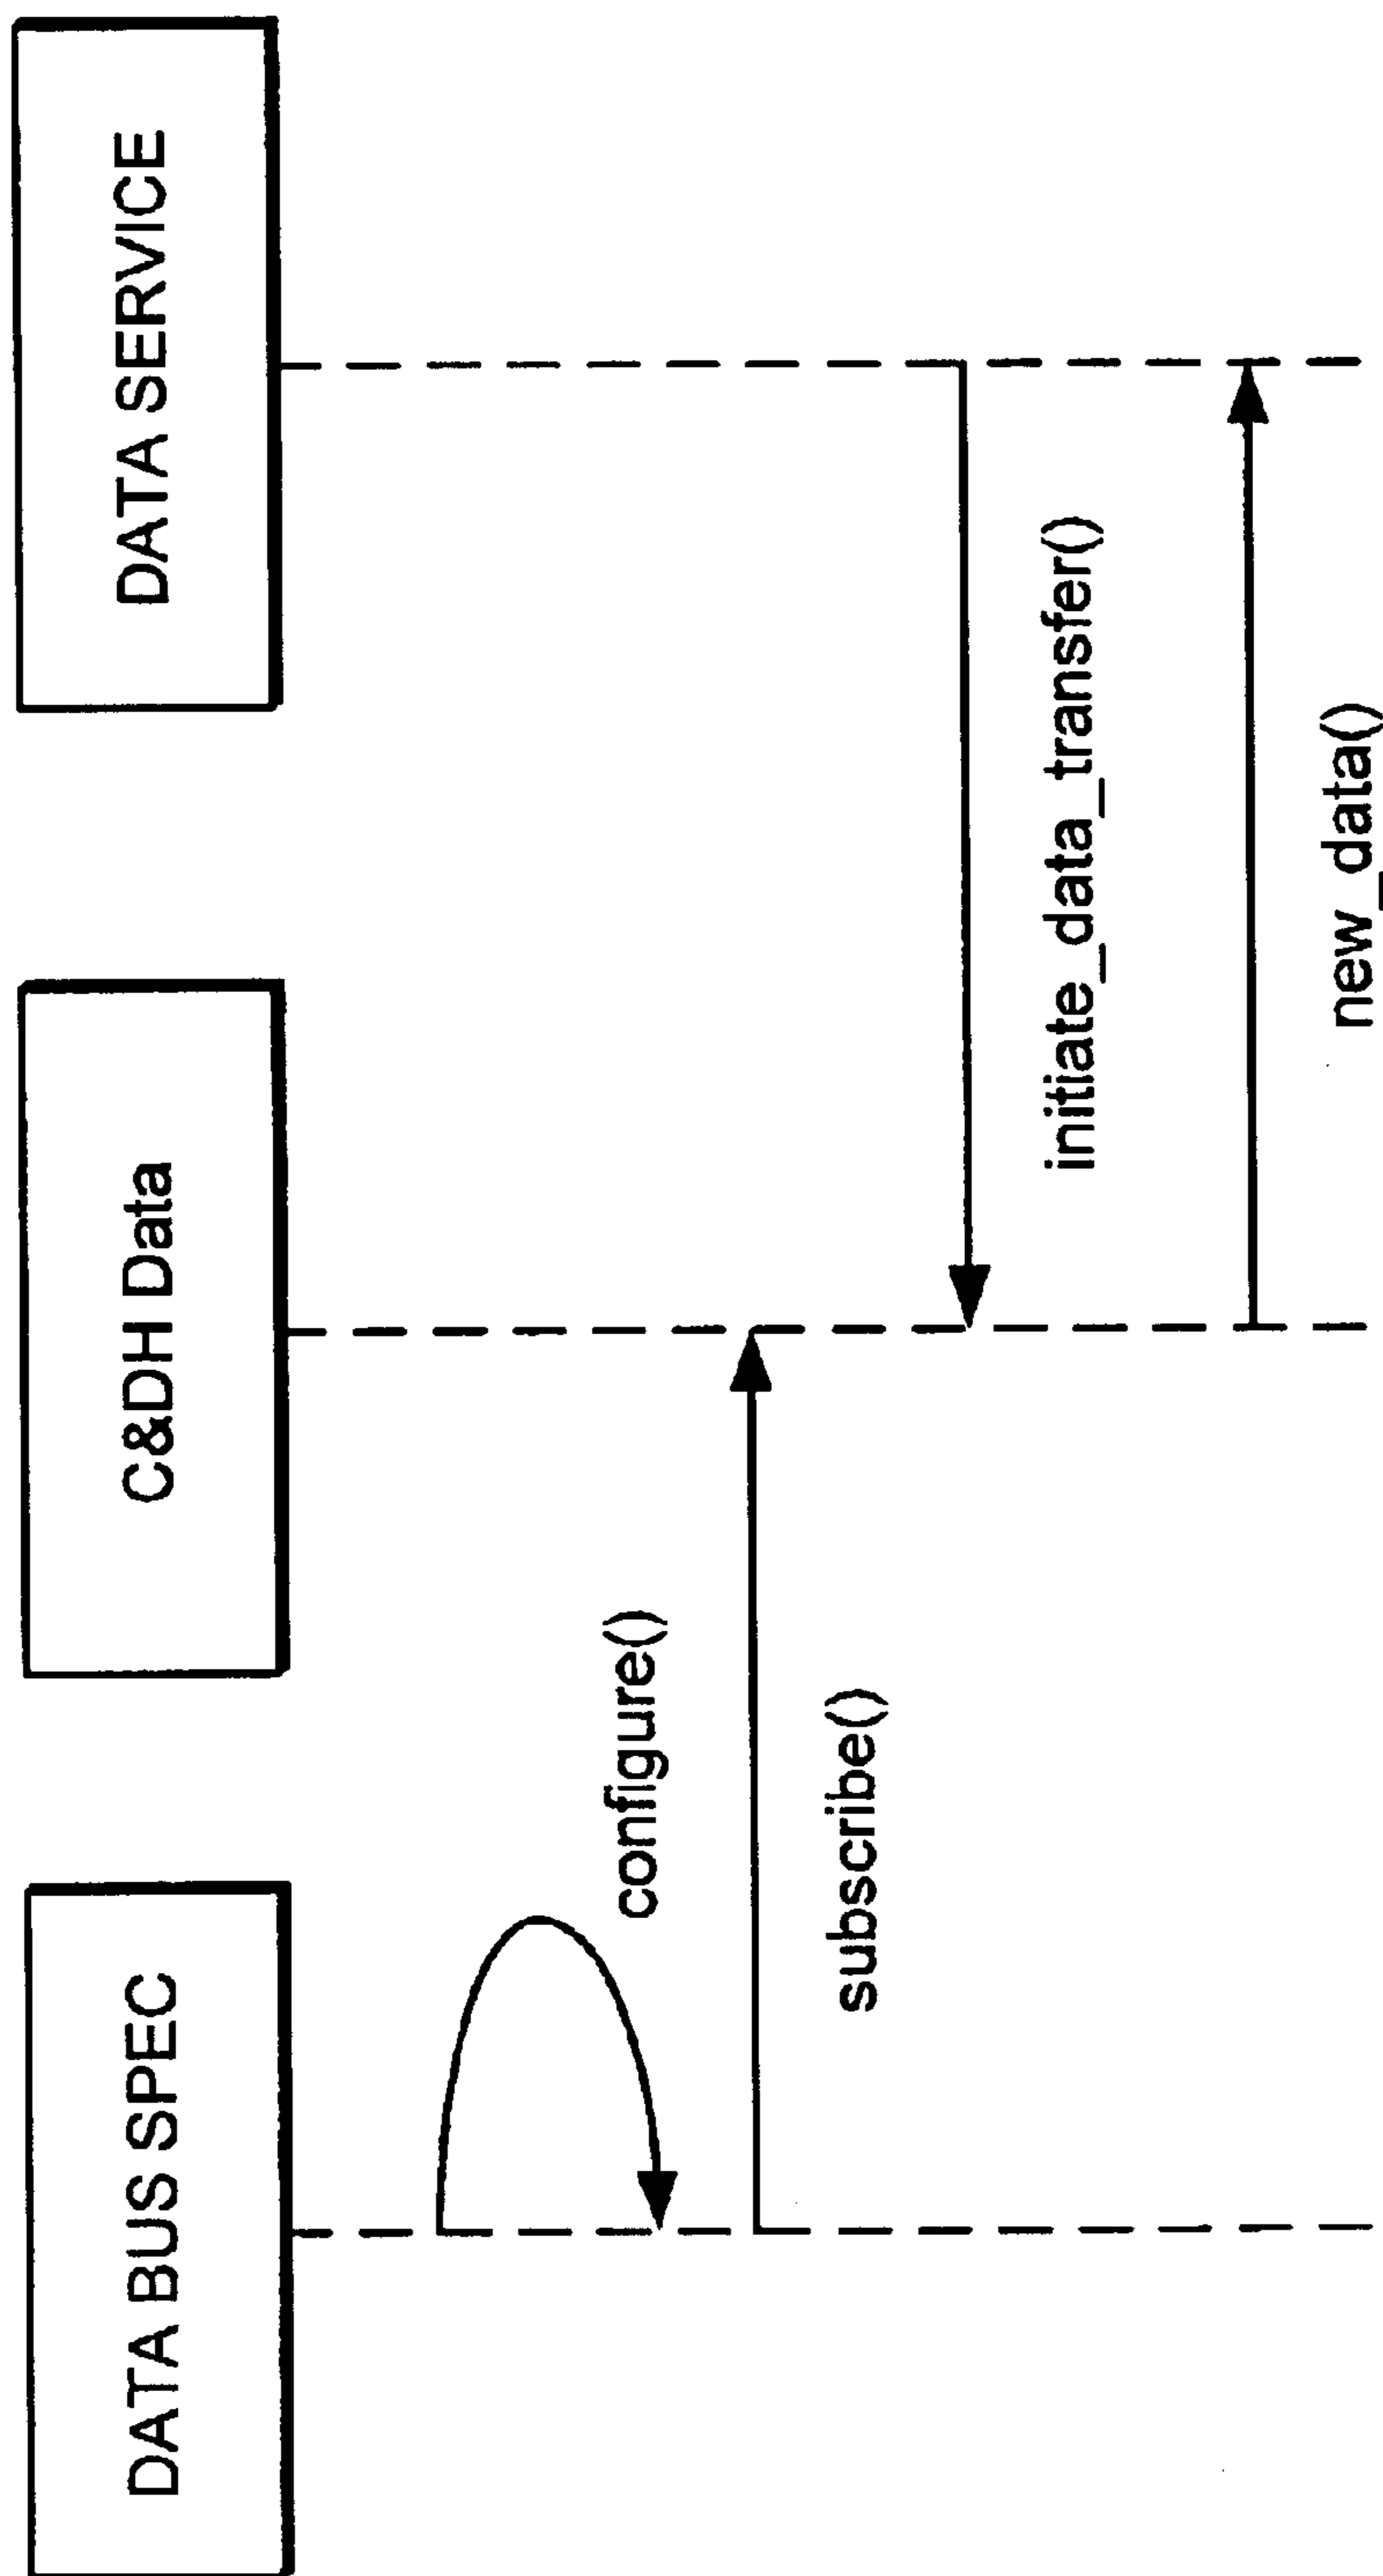 DATA BUS SPEC
C&DH Data
DATA SERVICE
configure()
subscribe()
initiate_data_transfer()
new_data()